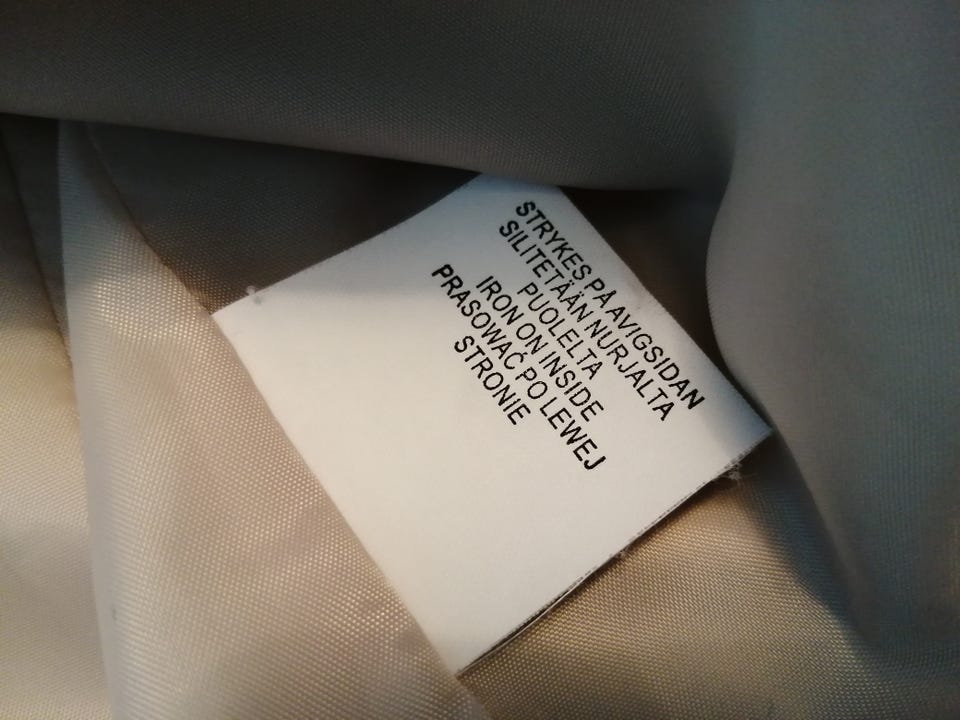 STRYKES PÅ AVIGSIDAN
SILITETÄÄN NURJALTA
PUOLELTA
IRON ON INSIDE
PRASOWAĆ PO LEWEJ
STRONIE